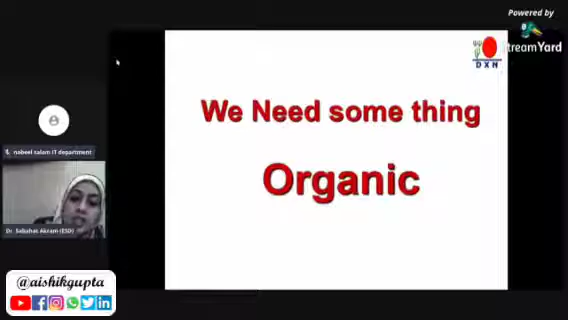 Powered by
StreamYard
DXN
We Need some thing
Organic
nabeel salam IT department
Dr. Sabahat Akram (ESD)
@aishikgupta